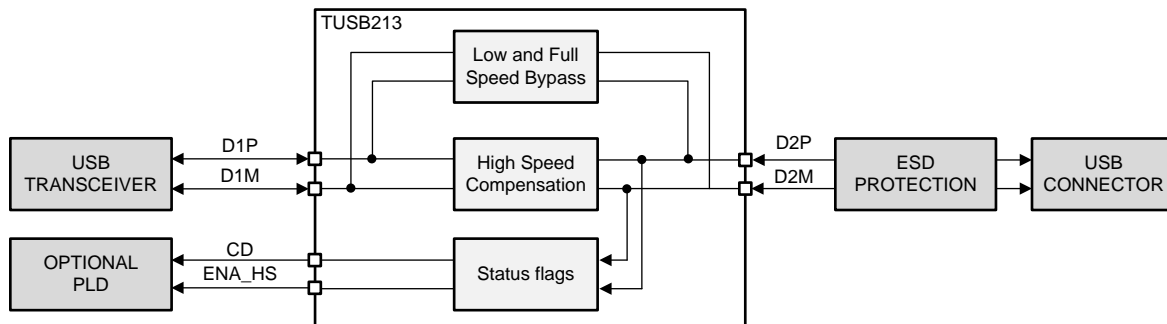 TUSB213
Low and Full
Speed Bypass
USB
TRANSCEIVER
D1P
D1M
High Speed
Compensation
D2P
D2M
ESD
PROTECTION
USB
CONNECTOR
OPTIONAL
PLD
CD
ENA_HS
Status flags